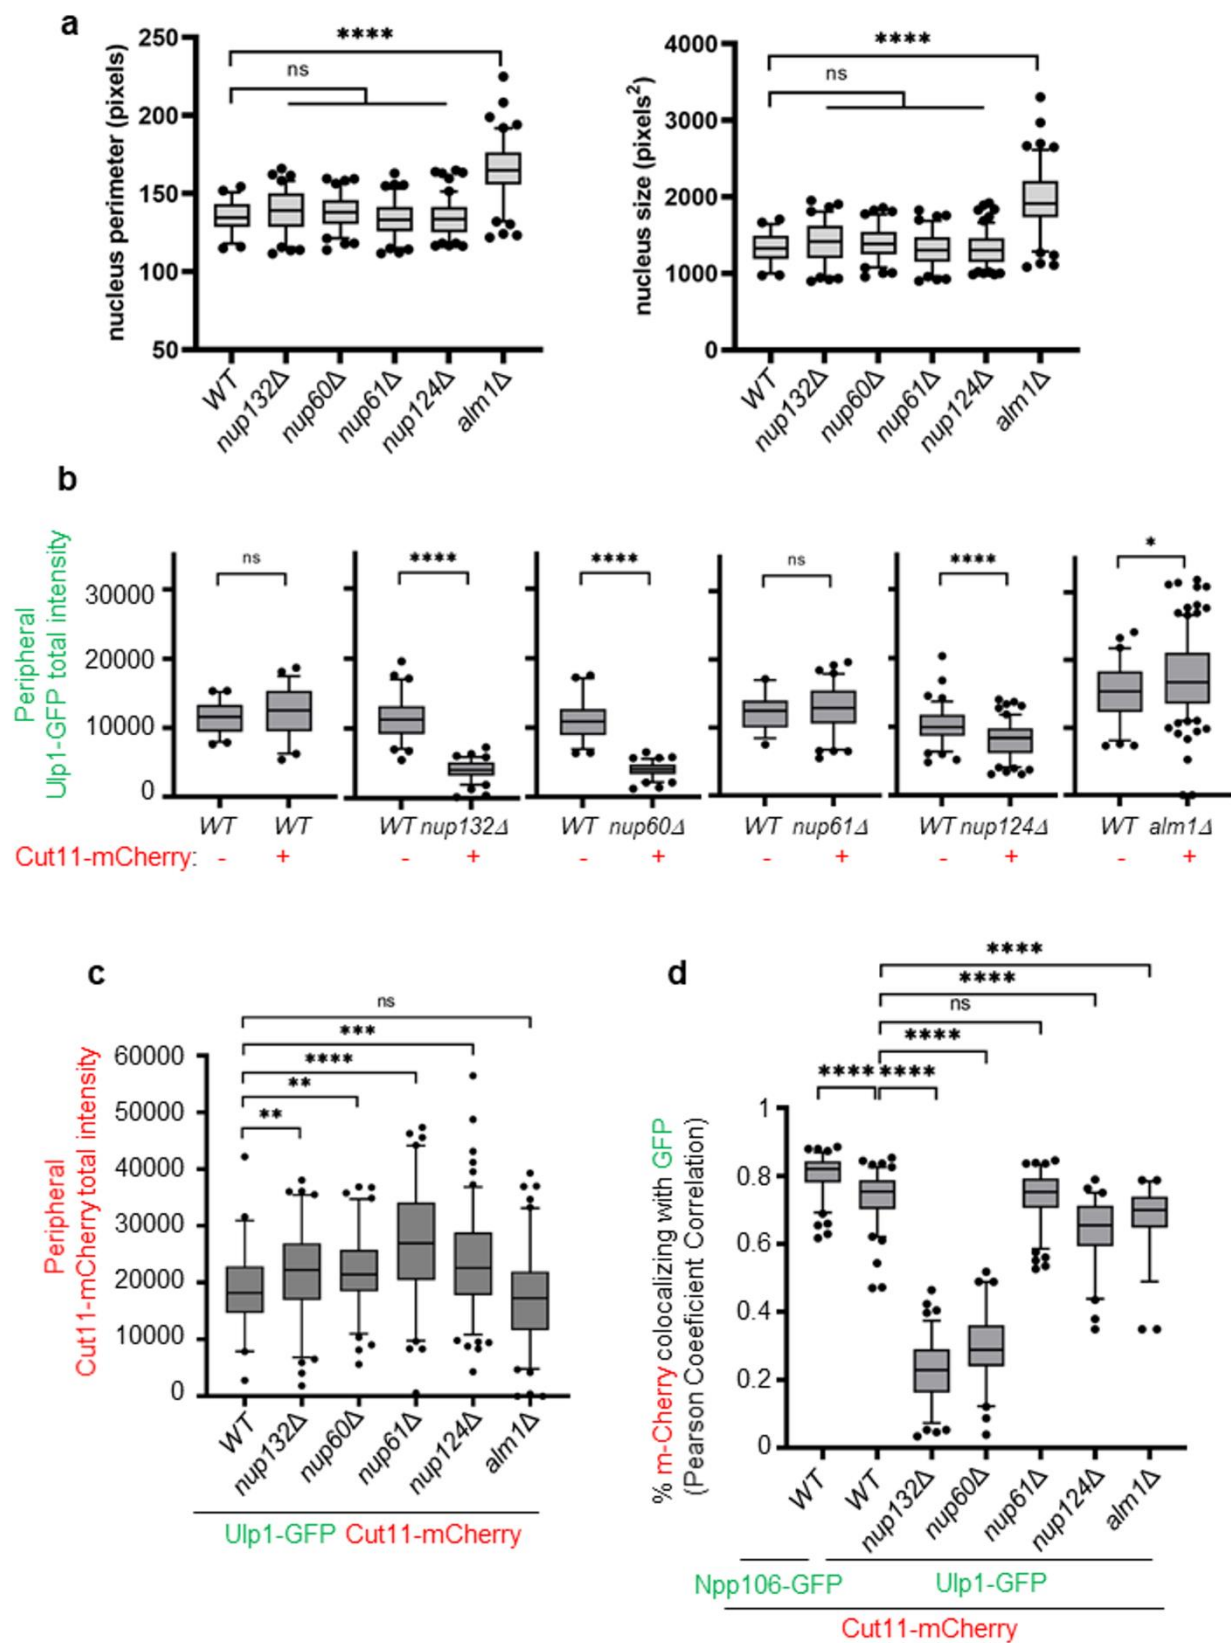 a
nucleus perimeter (pixels)
250
200
150
100
50
****
ns
WT
nup132Δ
nup60Δ
nup61Δ
nup124Δ
alm1Δ
nucleus size (pixels²)
4000
3000
2000
1000
0
****
ns
WT
nup132Δ
nup60Δ
nup61Δ
nup124Δ
alm1Δ
b
Peripheral
Ulp1-GFP total intensity
30000
20000
10000
0
ns
****
****
ns
****
*
WT WT
WT nup132Δ
WT nup60Δ
WT nup61Δ
WT nup124Δ
WT alm1Δ
Cut11-mCherry: - + - + - + - + - + - +
c
Peripheral
Cut11-mCherry total intensity
60000
50000
40000
30000
20000
10000
0
ns
***
****
**
**
WT
nup132Δ
nup60Δ
nup61Δ
nup124Δ
alm1Δ
Ulp1-GFP Cut11-mCherry
d
% m-Cherry colocalizing with GFP
(Pearson Coeficient Correlation)
1
0.8
0.6
0.4
0.2
0
****
****
ns
****
**** ****
WT
WT
nup132Δ
nup60Δ
nup61Δ
nup124Δ
alm1Δ
Npp106-GFP
Ulp1-GFP
Cut11-mCherry